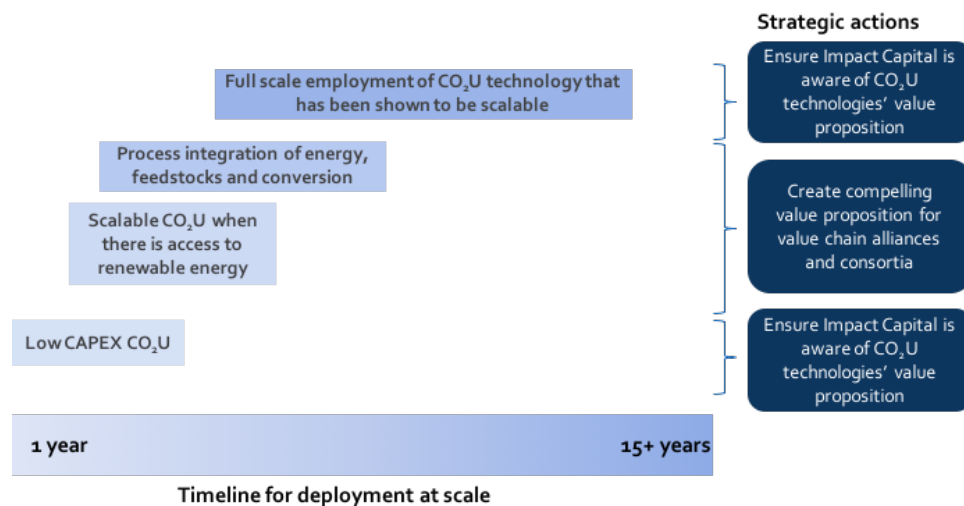 Strategic actions
Full scale employment of CO₂U technology that
has been shown to be scalable
Ensure Impact Capital is
aware of CO₂U
technologies' value
proposition
Process integration of energy,
feedstocks and conversion
Scalable CO₂U when
there is access to
renewable energy
Create compelling
value proposition for
value chain alliances
and consortia
Low CAPEX CO₂U
Ensure Impact Capital is
aware of CO₂U
technologies' value
proposition
1 year
15+ years
Timeline for deployment at scale